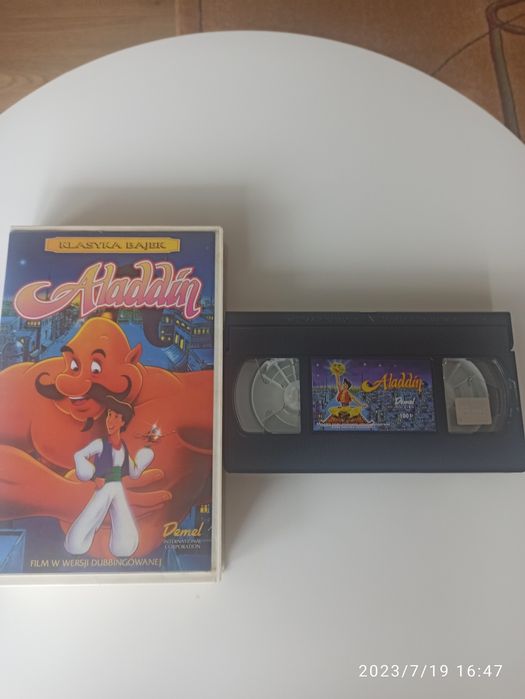 KLASYKA BAJEK
Aladdin
Demel
INTERNATIONAL
CORPORATION
FILM W WERSJI DUBBINGOWANEJ
Aladdin
Demel
2023/7/19 16:47